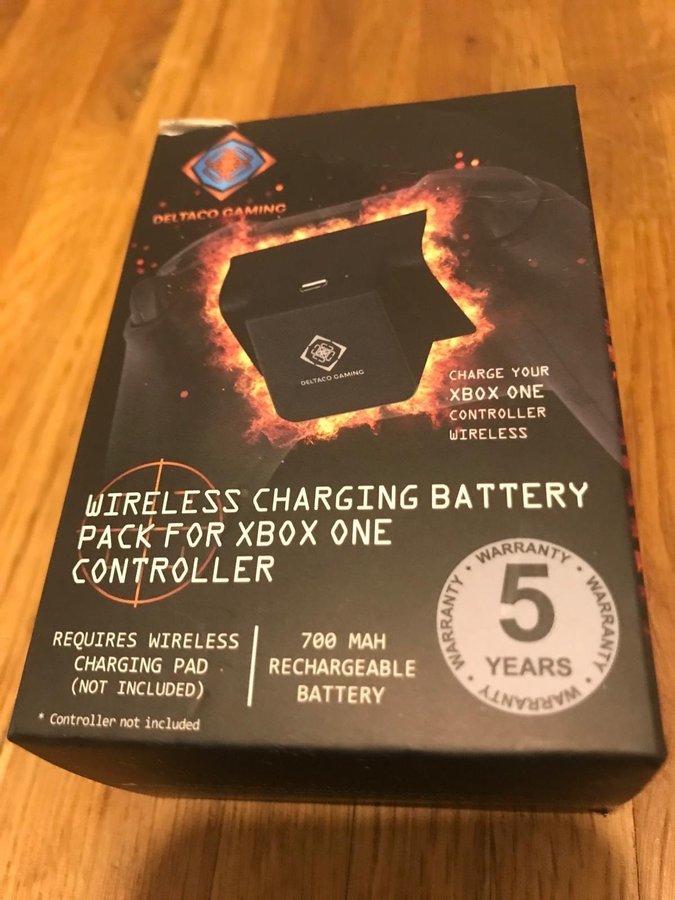 DELTACO GAMING
DELTACO GAMING
CHARGE YOUR
XBOX ONE
CONTROLLER
WIRELESS
WIRELESS CHARGING BATTERY
PACK FOR XBOX ONE
CONTROLLER
REQUIRES WIRELESS
CHARGING PAD
(NOT INCLUDED)
700 MAH
RECHARGEABLE
BATTERY
* Controller not included
• WARRANTY • WARRANTY • WARRANTY • WARRANTY
5
YEARS